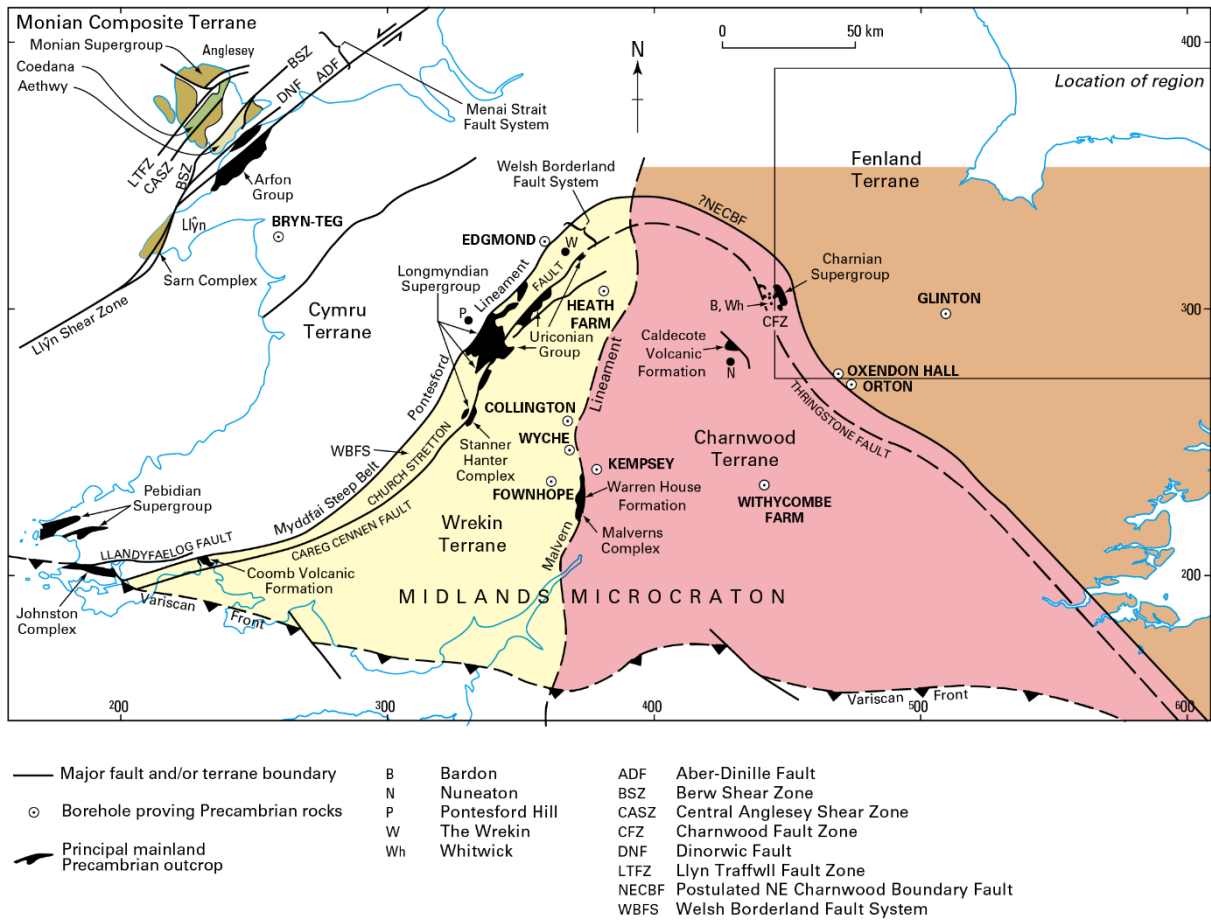 Monian Composite Terrane
Monian Supergroup
Anglesey
Coedana
Aethwy
BSZ
ADF
DNF
Menai Strait
Fault System
LTFZ
CASZ
BSZ
Arfon
Group
Llŷn
BRYN-TEG
Sarn Complex
Llŷn Shear Zone
Cymru
Terrane
0
50 km
N
400
Location of region
Fenland
Terrane
Welsh Borderland
Fault System
?NECBF
EDGMOND
W
Longmyndian
Supergroup
Lineament
FAULT
P
HEATH
FARM
Uriconian
Group
Charnian
Supergroup
B, Wh
CFZ
GLINTON
300
Caldecote
Volcanic
Formation
N
OXENDON HALL
ORTON
Pontesford
Lineament
COLLINGTON
WYCHE
THRINGSTONE FAULT
WBFS
CHURCH STRETTON
Stanner
Hanter
Complex
KEMPSEY
Charnwood
Terrane
Myddfai Steep Belt
FOWNHOPE
Warren House
Formation
WITHYCOMBE
FARM
Pebidian
Supergroup
CAREG CENNEN FAULT
Wrekin
Terrane
Malvern
Malverns
Complex
LLANDYFAELOG FAULT
Coomb Volcanic
Formation
200
MIDLANDS MICROCRATON
Johnston
Complex
Variscan
Front
Variscan
Front
200
300
400
500
600
Major fault and/or terrane boundary
Borehole proving Precambrian rocks
Principal mainland
Precambrian outcrop
B Bardon
N Nuneaton
P Pontesford Hill
W The Wrekin
Wh Whitwick
ADF Aber-Dinille Fault
BSZ Berw Shear Zone
CASZ Central Anglesey Shear Zone
CFZ Charnwood Fault Zone
DNF Dinorwic Fault
LTFZ Llyn Traffwll Fault Zone
NECBF Postulated NE Charnwood Boundary Fault
WBFS Welsh Borderland Fault System